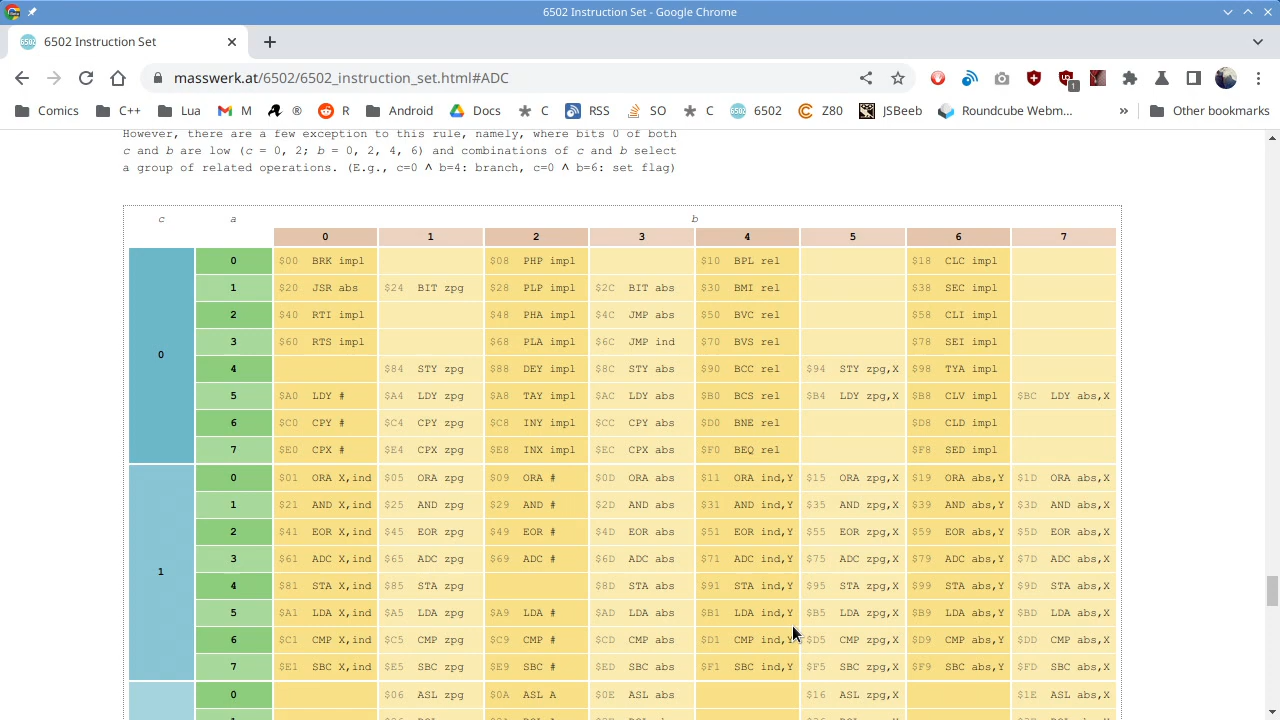 6502 Instruction Set - Google Chrome
6502 Instruction Set
masswerk.at/6502/6502_instruction_set.html#ADC
1
Comics C++ Lua M ® R Android Docs C RSS SO C 6502 Z80 JSBeeb Roundcube Webm... » Other bookmarks
However, there are a few exception to this rule, namely, where bits 0 of both
c and b are low (c = 0, 2; b = 0, 2, 4, 6) and combinations of c and b select
a group of related operations. (E.g., c=0 ^ b=4: branch, c=0 ^ b=6: set flag)
c a b
0 1 2 3 4 5 6 7
0 $00 BRK impl $08 PHP impl $10 BPL rel $18 CLC impl
1 $20 JSR abs $24 BIT zpg $28 PLP impl $2C BIT abs $30 BMI rel $38 SEC impl
2 $40 RTI impl $48 PHA impl $4C JMP abs $50 BVC rel $58 CLI impl
3 $60 RTS impl $68 PLA impl $6C JMP ind $70 BVS rel $78 SEI impl
0
4 $84 STY zpg $88 DEY impl $8C STY abs $90 BCC rel $94 STY zpg,X $98 TYA impl
5 $A0 LDY # $A4 LDY zpg $A8 TAY impl $AC LDY abs $B0 BCS rel $B4 LDY zpg,X $B8 CLV impl $BC LDY abs,X
6 $C0 CPY # $C4 CPY zpg $C8 INY impl $CC CPY abs $D0 BNE rel $D8 CLD impl
7 $E0 CPX # $E4 CPX zpg $E8 INX impl $EC CPX abs $F0 BEQ rel $F8 SED impl
0 $01 ORA X,ind $05 ORA zpg $09 ORA # $0D ORA abs $11 ORA ind,Y $15 ORA zpg,X $19 ORA abs,Y $1D ORA abs,X
1 $21 AND X,ind $25 AND zpg $29 AND # $2D AND abs $31 AND ind,Y $35 AND zpg,X $39 AND abs,Y $3D AND abs,X
2 $41 EOR X,ind $45 EOR zpg $49 EOR # $4D EOR abs $51 EOR ind,Y $55 EOR zpg,X $59 EOR abs,Y $5D EOR abs,X
3 $61 ADC X,ind $65 ADC zpg $69 ADC # $6D ADC abs $71 ADC ind,Y $75 ADC zpg,X $79 ADC abs,Y $7D ADC abs,X
1
4 $81 STA X,ind $85 STA zpg $8D STA abs $91 STA ind,Y $95 STA zpg,X $99 STA abs,Y $9D STA abs,X
5 $A1 LDA X,ind $A5 LDA zpg $A9 LDA # $AD LDA abs $B1 LDA ind,Y $B5 LDA zpg,X $B9 LDA abs,Y $BD LDA abs,X
6 $C1 CMP X,ind $C5 CMP zpg $C9 CMP # $CD CMP abs $D1 CMP ind,Y $D5 CMP zpg,X $D9 CMP abs,Y $DD CMP abs,X
7 $E1 SBC X,ind $E5 SBC zpg $E9 SBC # $ED SBC abs $F1 SBC ind,Y $F5 SBC zpg,X $F9 SBC abs,Y $FD SBC abs,X
0 $06 ASL zpg $0A ASL A $0E ASL abs $16 ASL zpg,X $1E ASL abs,X